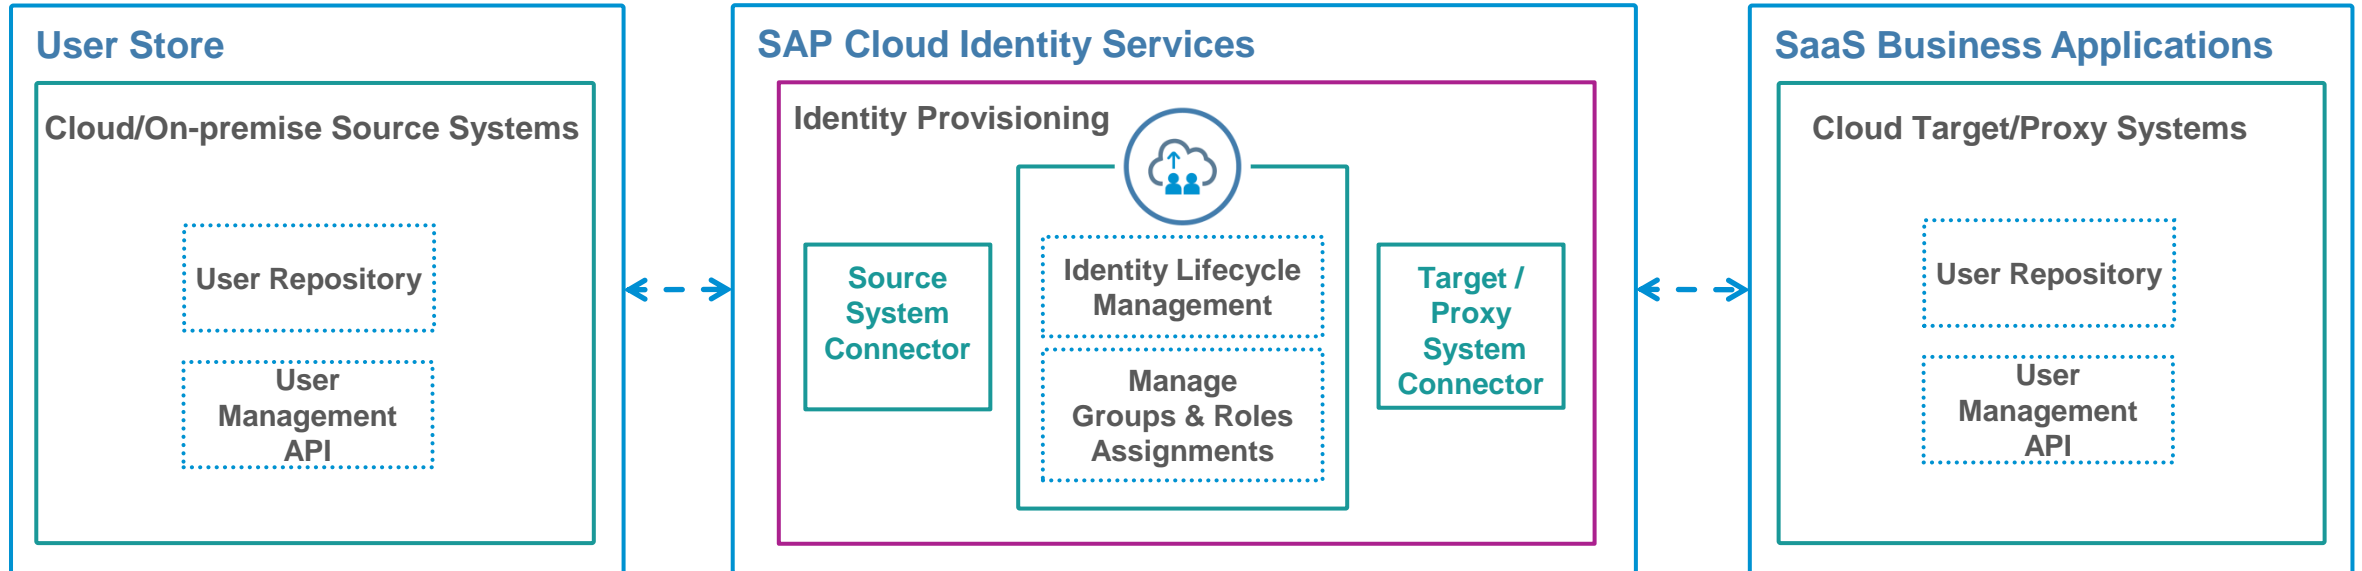 User Store
Cloud/On-premise Source Systems
User Repository
User
Management
API
SAP Cloud Identity Services
Identity Provisioning
Source
System
Connector
Identity Lifecycle
Management
Manage
Groups & Roles
Assignments
Target /
Proxy
System
Connector
SaaS Business Applications
Cloud Target/Proxy Systems
User Repository
User
Management
API